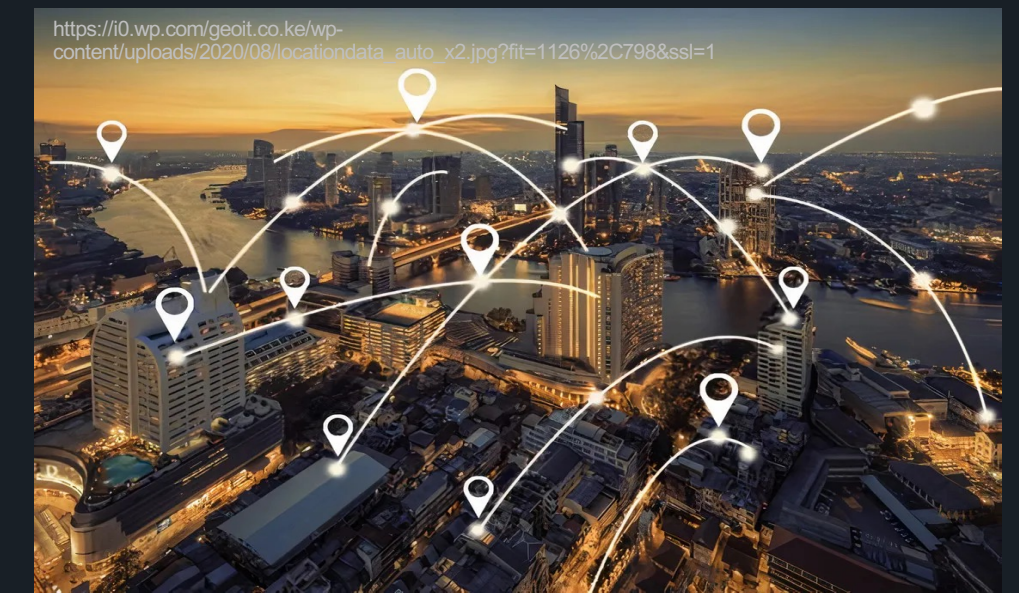 https://i0.wp.com/geoit.co.ke/wp-
content/uploads/2020/08/locationdata_auto_x2.jpg?fit=1126%2C798&ssl=1